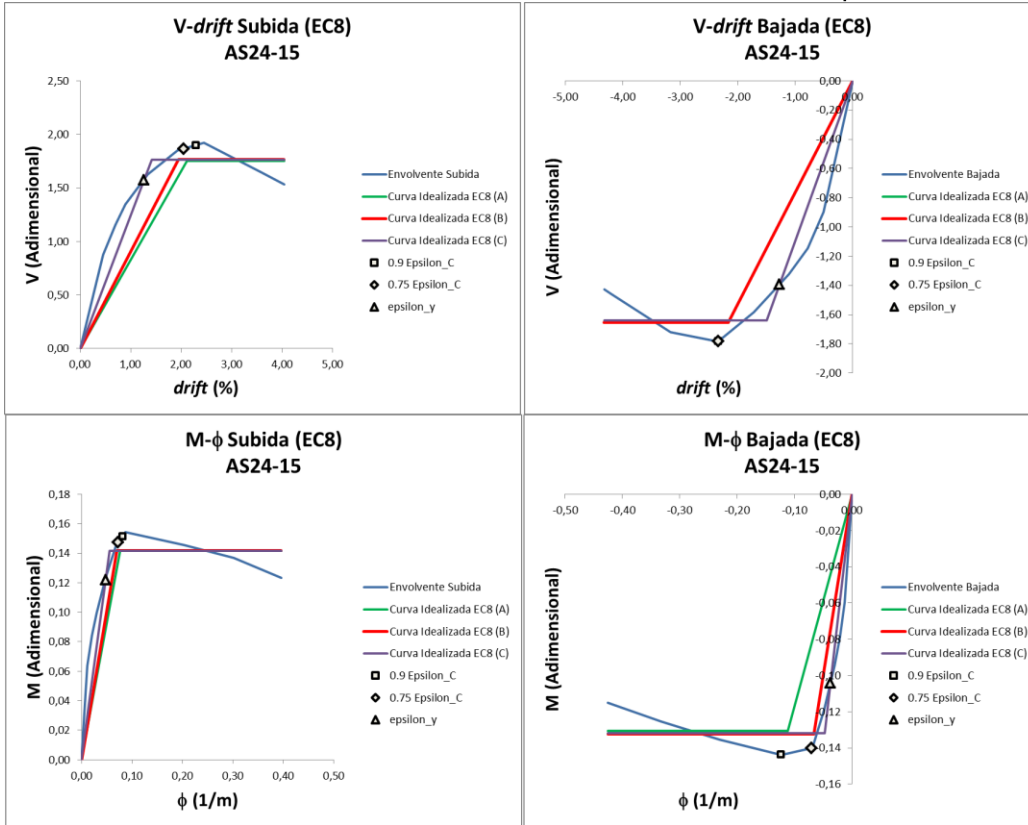 V-drift Subida (EC8)
AS24-15
V (Adimensional)
2,50
2,00
1,50
1,00
0,50
0,00
0,00 1,00 2,00 3,00 4,00 5,00
drift (%)
Envolvente Subida
Curva Idealizada EC8 (A)
Curva Idealizada EC8 (B)
Curva Idealizada EC8 (C)
0.9 Epsilon_C
0.75 Epsilon_C
epsilon_y
V-drift Bajada (EC8)
AS24-15
-5,00 -4,00 -3,00 -2,00 -1,00 0,00
0,00
-0,20
-0,40
-0,60
-0,80
-1,00
-1,20
-1,40
-1,60
-1,80
-2,00
V (Adimensional)
drift (%)
Envolvente Bajada
Curva Idealizada EC8 (A)
Curva Idealizada EC8 (B)
Curva Idealizada EC8 (C)
0.9 Epsilon_C
0.75 Epsilon_C
epsilon_y
M-ϕ Subida (EC8)
AS24-15
M (Adimensional)
0,18
0,16
0,14
0,12
0,10
0,08
0,06
0,04
0,02
0,00
0,00 0,10 0,20 0,30 0,40 0,50
ϕ (1/m)
Envolvente Subida
Curva Idealizada EC8 (A)
Curva Idealizada EC8 (B)
Curva Idealizada EC8 (C)
0.9 Epsilon_C
0.75 Epsilon_C
epsilon_y
M-ϕ Bajada (EC8)
AS24-15
-0,50 -0,40 -0,30 -0,20 -0,10 0,00
0,00
-0,02
-0,04
-0,06
-0,08
-0,10
-0,12
-0,14
-0,16
M (Adimensional)
ϕ (1/m)
Envolvente Bajada
Curva Idealizada EC8 (A)
Curva Idealizada EC8 (B)
Curva Idealizada EC8 (C)
0.9 Epsilon_C
0.75 Epsilon_C
epsilon_y